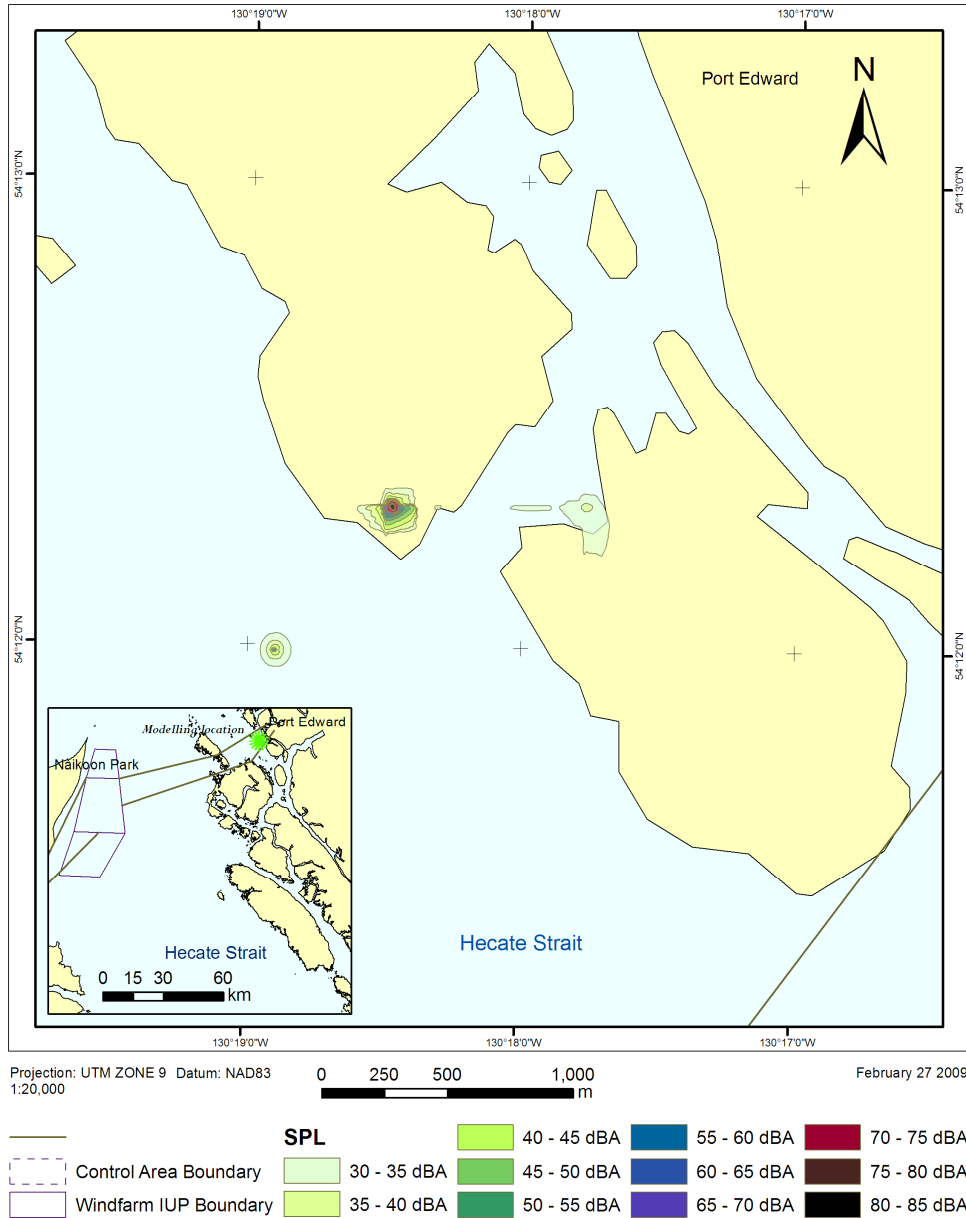 130°19'0"W 130°18'0"W 130°17'0"W
Port Edward
N
54°13'0"N
54°13'0"N
54°12'0"N
54°12'0"N
Modelling location
Port Edward
Naikoon Park
Hecate Strait
0 15 30 60
km
Hecate Strait
130°19'0"W 130°18'0"W 130°17'0"W
Projection: UTM ZONE 9 Datum: NAD83
1:20,000
0 250 500 1,000
m
February 27 2009
SPL
Control Area Boundary
Windfarm IUP Boundary
30 - 35 dBA
35 - 40 dBA
40 - 45 dBA
45 - 50 dBA
50 - 55 dBA
55 - 60 dBA
60 - 65 dBA
65 - 70 dBA
70 - 75 dBA
75 - 80 dBA
80 - 85 dBA